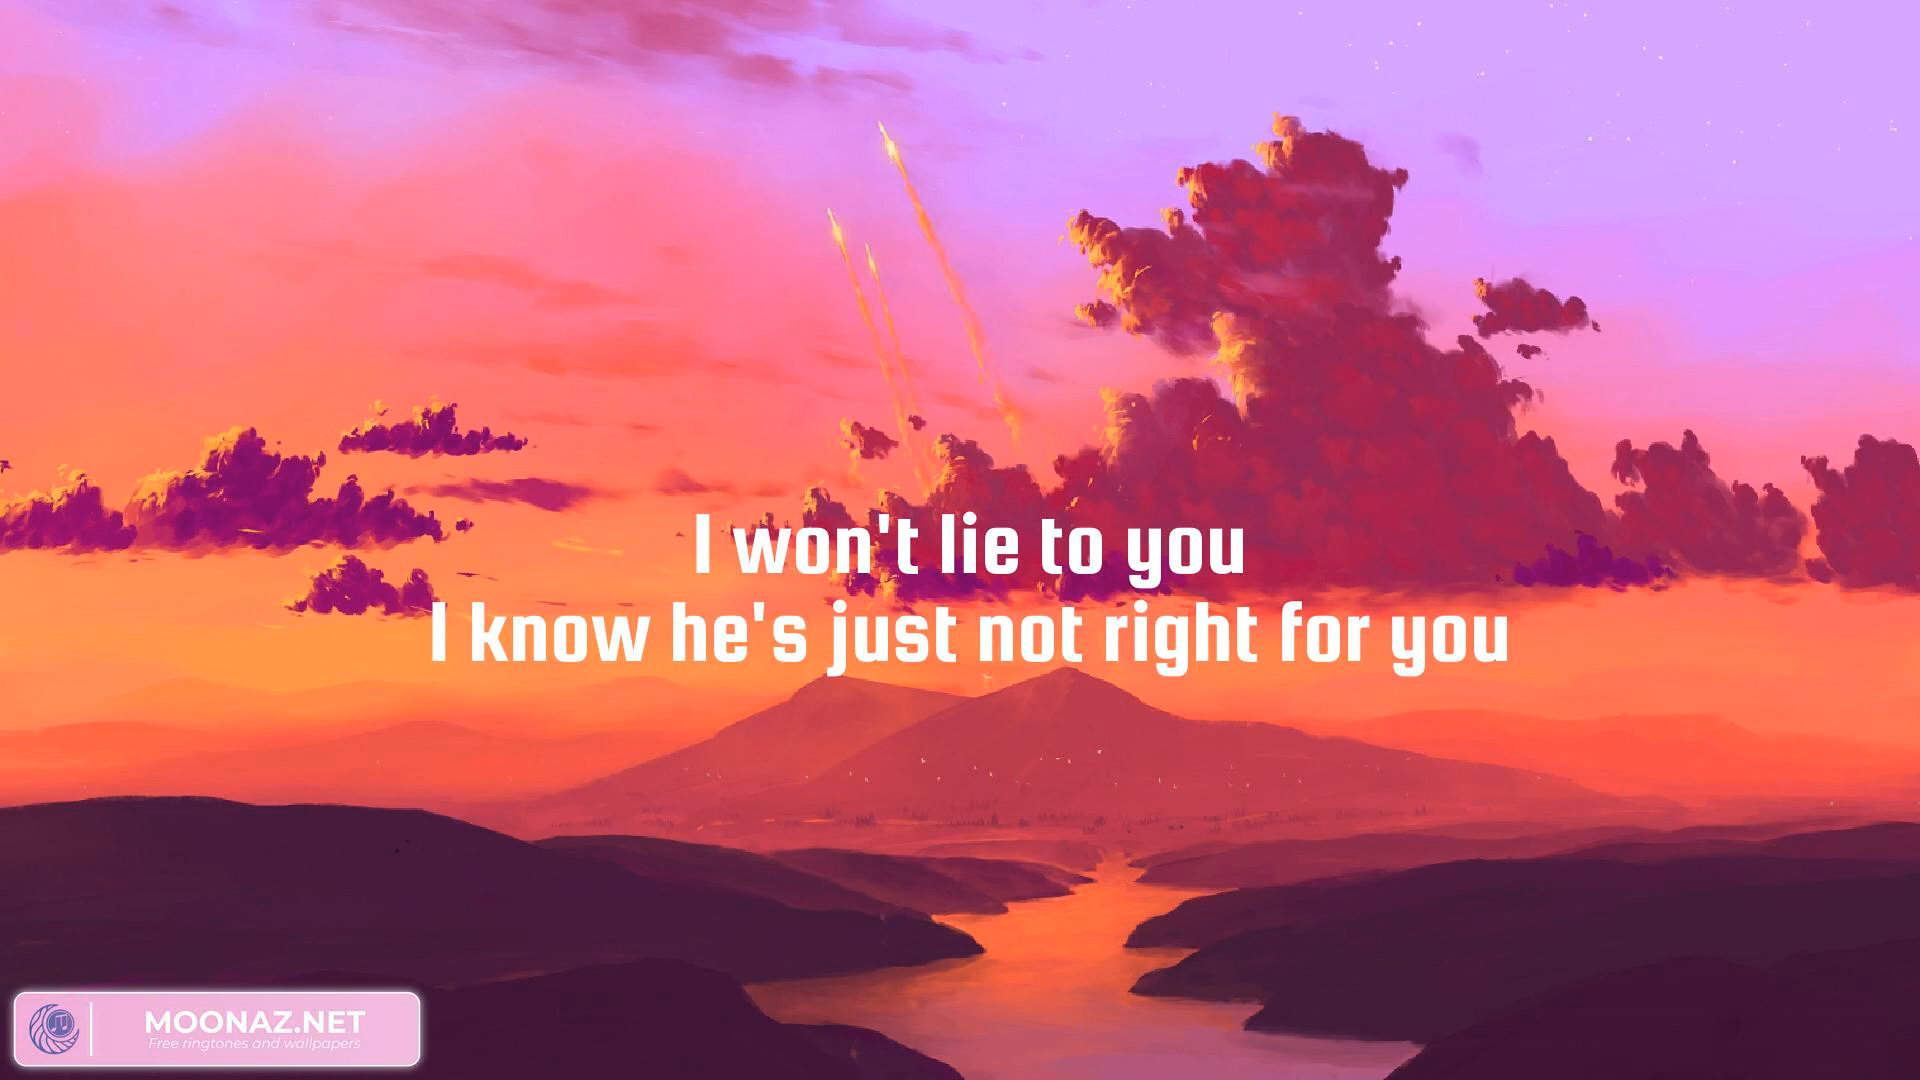 I won't lie to you
I know he's just not right for you
MOONAZ.NET
Free ringtones and wallpapers